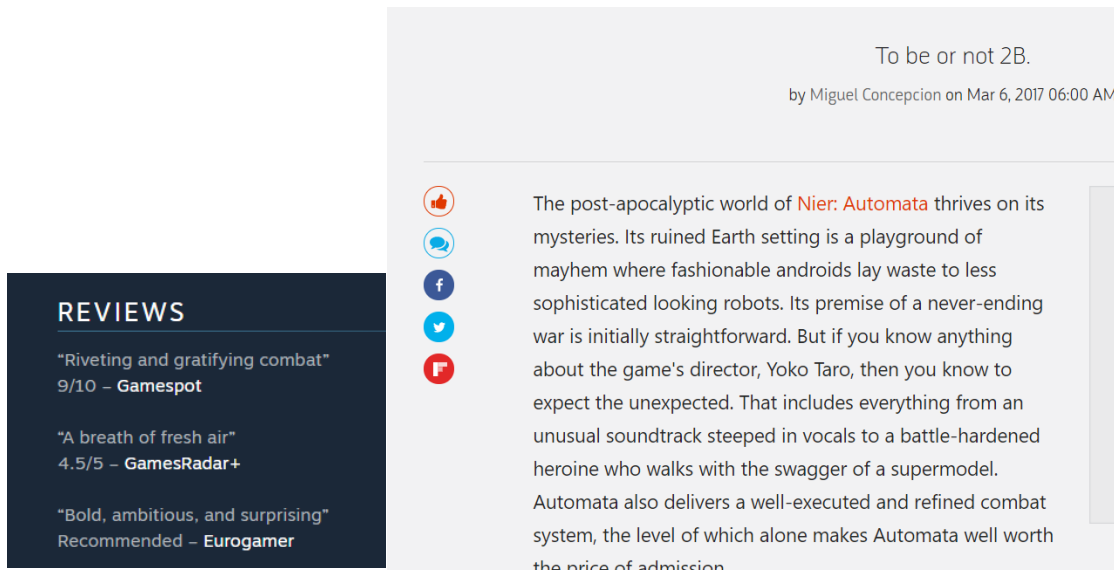 REVIEWS
“Riveting and gratifying combat”
9/10 – Gamespot
“A breath of fresh air”
4.5/5 – GamesRadar+
“Bold, ambitious, and surprising”
Recommended – Eurogamer
To be or not 2B.
by Miguel Concepcion on Mar 6, 2017 06:00 AM
The post-apocalyptic world of Nier: Automata thrives on its
mysteries. Its ruined Earth setting is a playground of
mayhem where fashionable androids lay waste to less
sophisticated looking robots. Its premise of a never-ending
war is initially straightforward. But if you know anything
about the game's director, Yoko Taro, then you know to
expect the unexpected. That includes everything from an
unusual soundtrack steeped in vocals to a battle-hardened
heroine who walks with the swagger of a supermodel.
Automata also delivers a well-executed and refined combat
system, the level of which alone makes Automata well worth
the price of admission